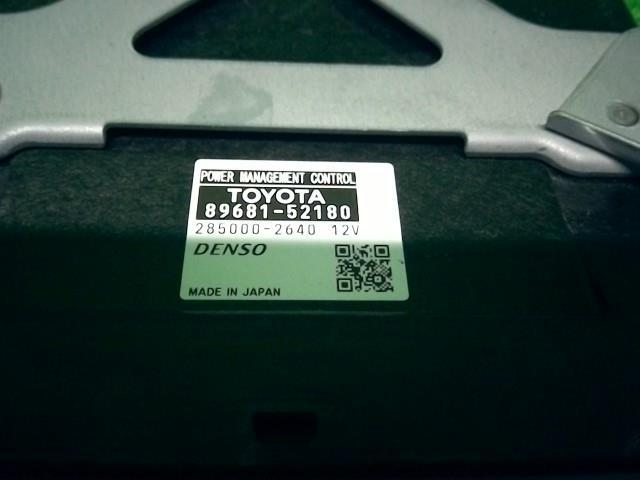 POWER MANAGEMENT CONTROL
TOYOTA
89681-52180
285000-2640 12V
DENSO
MADE IN JAPAN